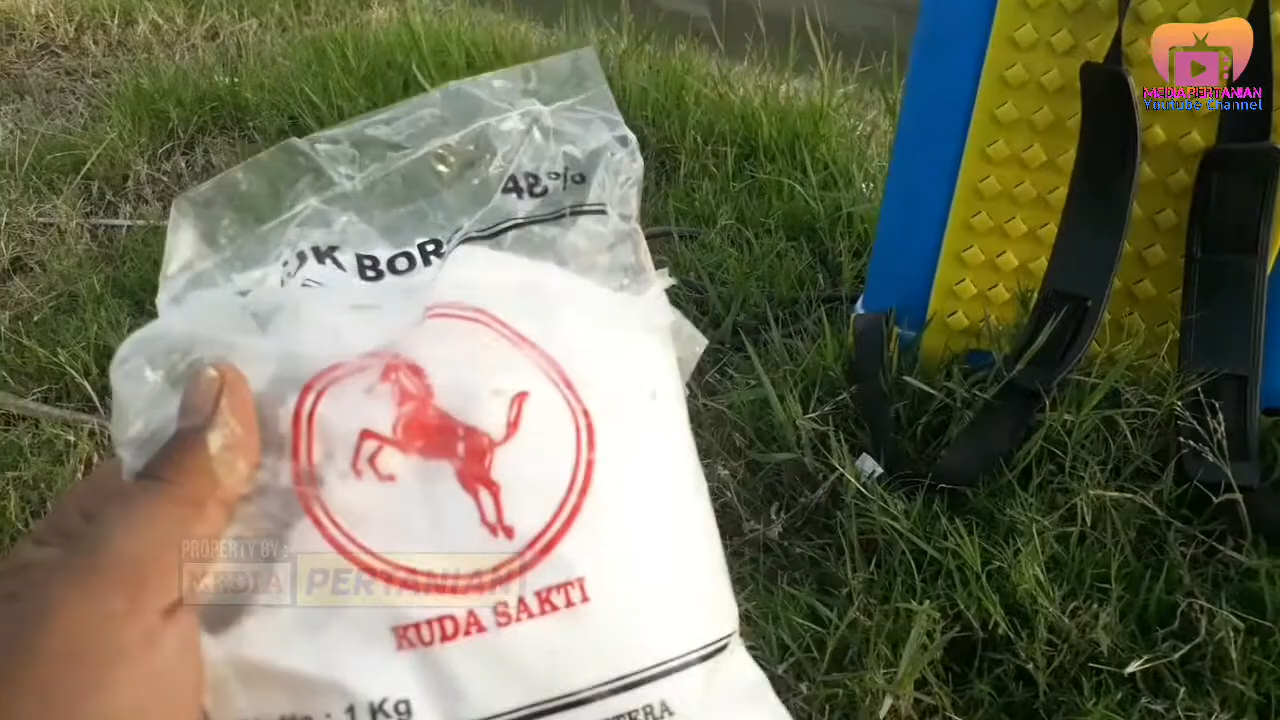 MEDIA PERTANIAN
Youtube Channel
48%
BOR
PROPERTY BY :
MEDIA PERTANIAN
KUDA SAKTI
: 1 Kg